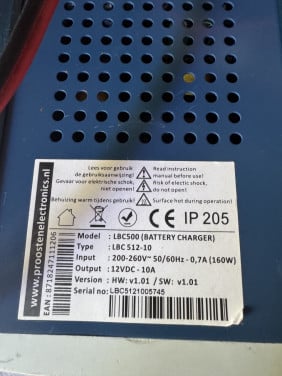 www.proostenelectronics.nl
EAN: 8718247111206
Lees voor gebruik
de gebruiksaanwijzing!
Gevaar voor elektrische schok,
niet openen!
Behuizing warm tijdens gebruik!
Read instruction
manual before use!
Risk of electric shock,
do not open!
Surface hot during operation!
CE IP 205
Model : LBC500 (BATTERY CHARGER)
Type : LBC 512-10
Input : 200-260V~ 50/60Hz - 0,7A (160W)
Output : 12VDC - 10A
Version : HW: v1.01 / SW: v1.01
Serial no: LBC5121005745